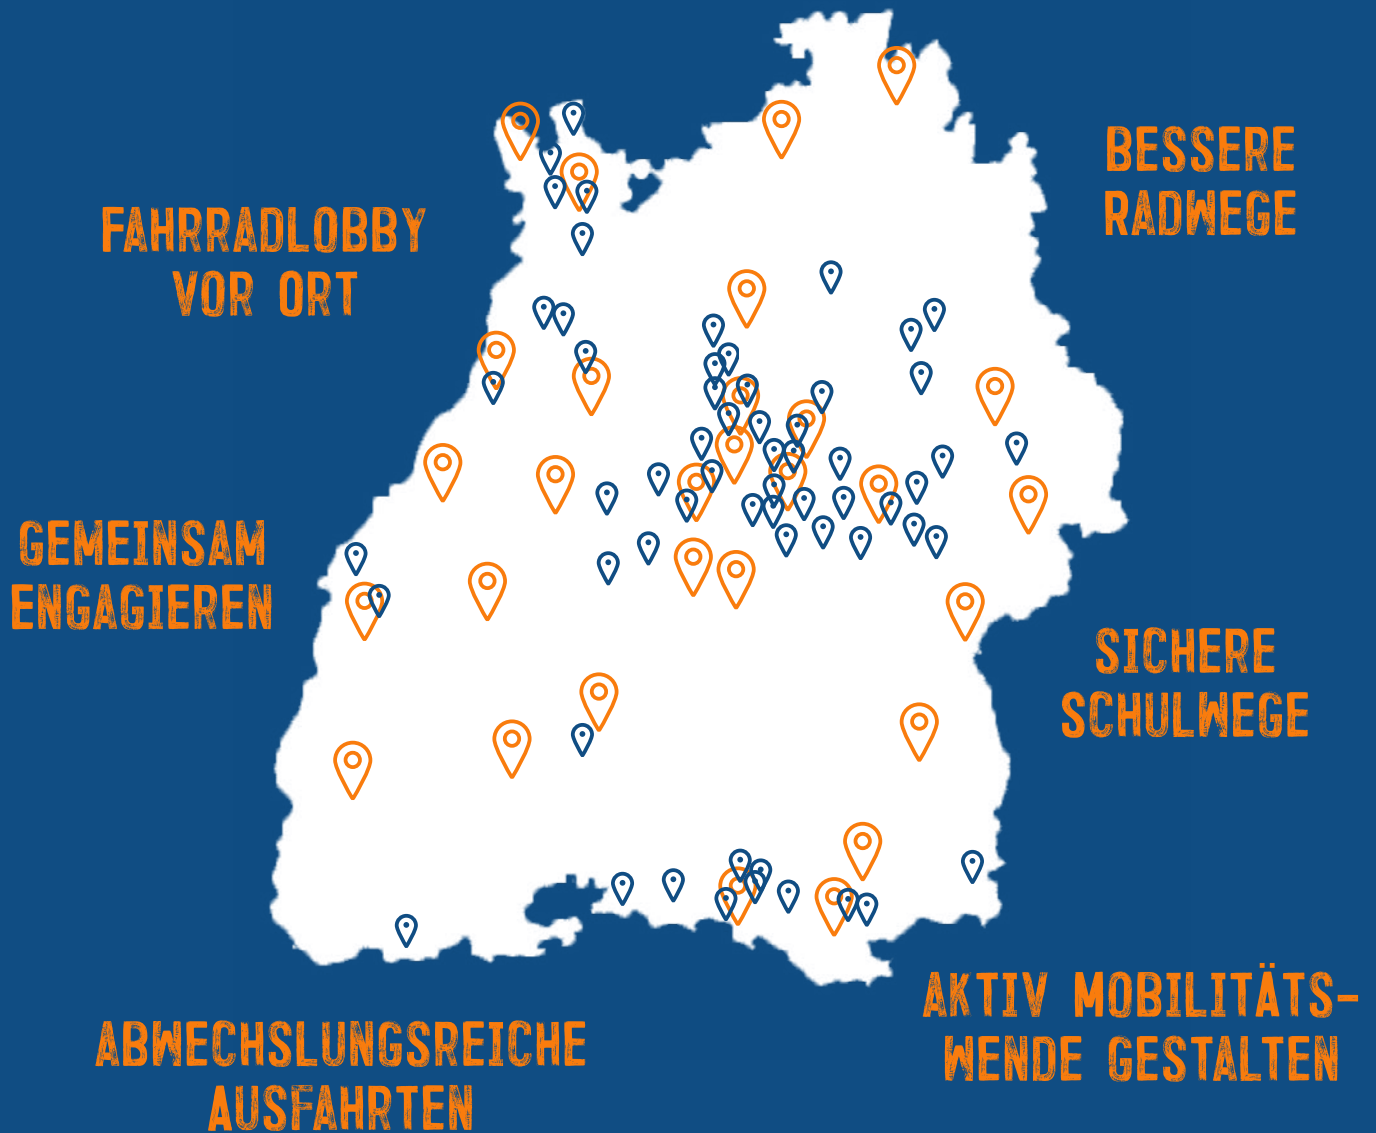 BESSERE
RADWEGE
FAHRRADLOBBY
VOR ORT
GEMEINSAM
ENGAGIEREN
SICHERE
SCHULWEGE
AKTIV MOBILITÄTS-
WENDE GESTALTEN
ABWECHSLUNGSREICHE
AUSFAHRTEN